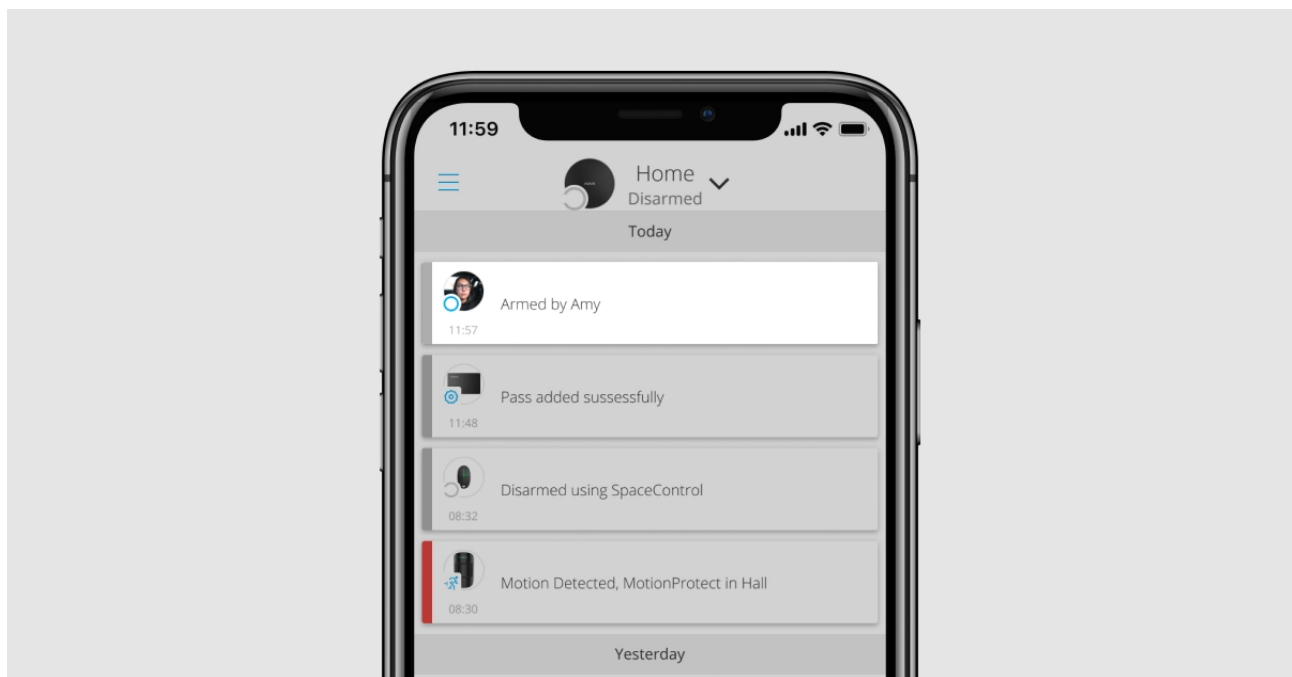 11:59
Home
Disarmed
Today
Armed by Amy
11:57
Pass added sussessfully
11:48
Disarmed using SpaceControl
08:32
Motion Detected, MotionProtect in Hall
08:30
Yesterday